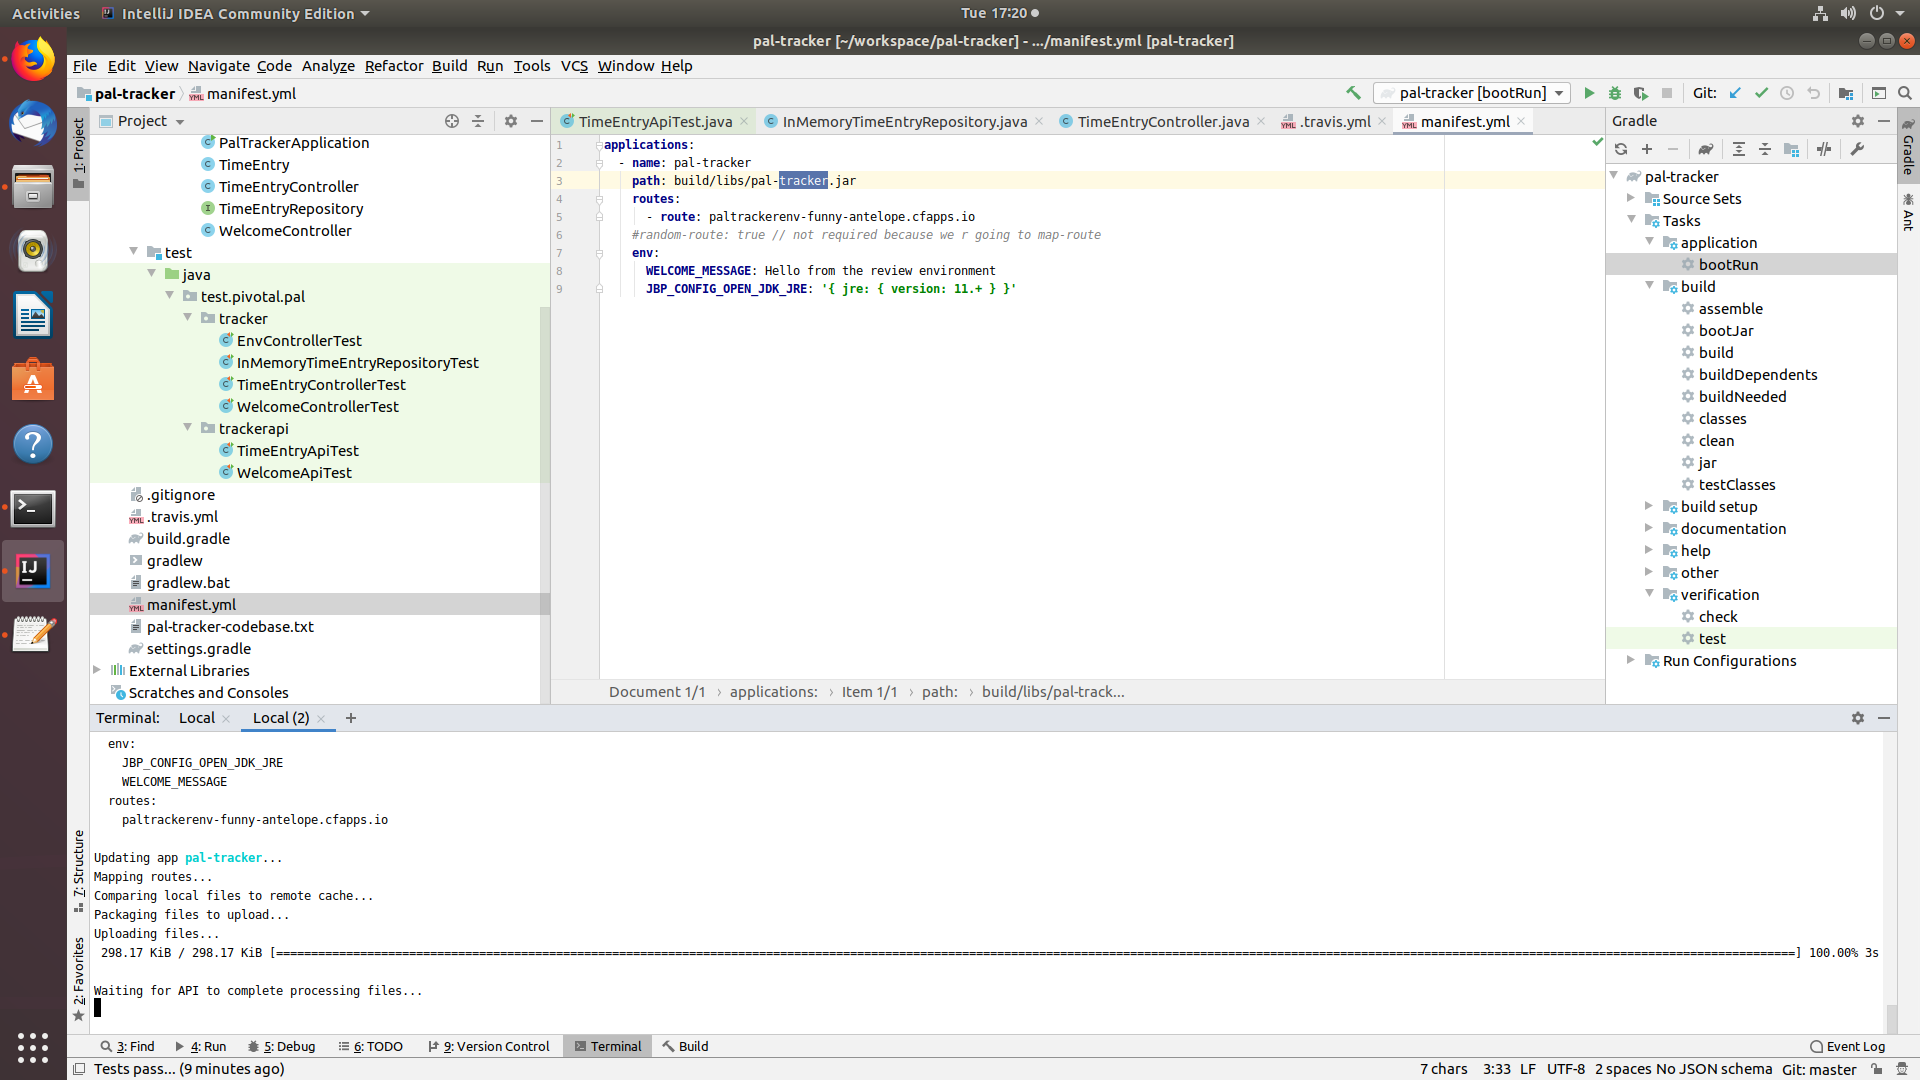 Activities
IntelliJ IDEA Community Edition
Tue 17:20
pal-tracker [~/workspace/pal-tracker] - .../manifest.yml [pal-tracker]
File Edit View Navigate Code Analyze Refactor Build Run Tools VCS Window Help
pal-tracker
manifest.yml
pal-tracker [bootRun]
Git:
1: Project
Project
PalTrackerApplication
TimeEntry
TimeEntryController
TimeEntryRepository
WelcomeController
test
java
test.pivotal.pal
tracker
EnvControllerTest
InMemoryTimeEntryRepositoryTest
TimeEntryControllerTest
WelcomeControllerTest
trackerapi
TimeEntryApiTest
WelcomeApiTest
.gitignore
.travis.yml
build.gradle
gradlew
gradlew.bat
manifest.yml
pal-tracker-codebase.txt
settings.gradle
External Libraries
Scratches and Consoles
TimeEntryApiTest.java
InMemoryTimeEntryRepository.java
TimeEntryController.java
.travis.yml
manifest.yml
1 applications:
2 - name: pal-tracker
3 path: build/libs/pal-tracker.jar
4 routes:
5 - route: paltrackerenv-funny-antelope.cfapps.io
6 #random-route: true // not required because we r going to map-route
7 env:
8 WELCOME_MESSAGE: Hello from the review environment
9 JBP_CONFIG_OPEN_JDK_JRE: '{ jre: { version: 11.+ } }'
Document 1/1 › applications: › Item 1/1 › path: › build/libs/pal-track...
Gradle
pal-tracker
Source Sets
Tasks
application
bootRun
build
assemble
bootJar
build
buildDependents
buildNeeded
classes
clean
jar
testClasses
build setup
documentation
help
other
verification
check
test
Run Configurations
Gradle
Ant
Terminal: Local Local (2)
env:
JBP_CONFIG_OPEN_JDK_JRE
WELCOME_MESSAGE
routes:
paltrackerenv-funny-antelope.cfapps.io
Updating app pal-tracker...
Mapping routes...
Comparing local files to remote cache...
Packaging files to upload...
Uploading files...
298.17 KiB / 298.17 KiB [====================] 100.00% 3s
Waiting for API to complete processing files...
7: Structure
2: Favorites
3: Find 4: Run 5: Debug 6: TODO 9: Version Control Terminal Build
Event Log
Tests pass... (9 minutes ago)
7 chars 3:33 LF UTF-8 2 spaces No JSON schema Git: master